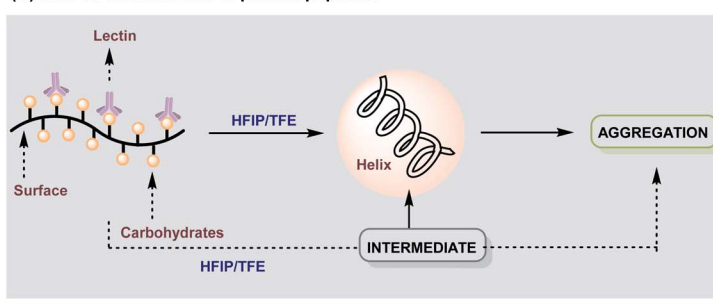 Lectin
HFIP/TFE
AGGREGATION
Helix
Surface
Carbohydrates
INTERMEDIATE
HFIP/TFE